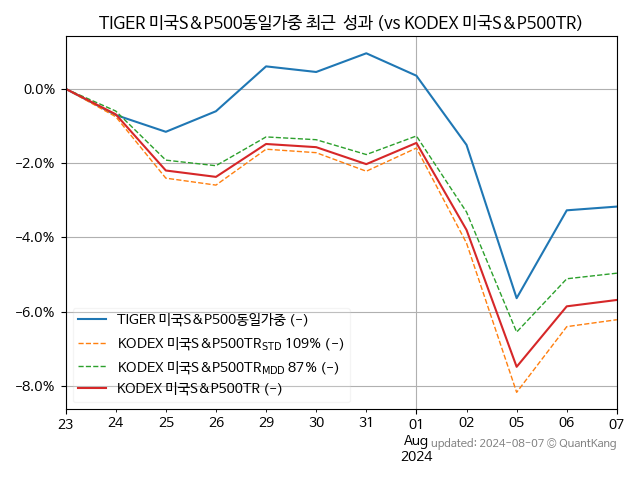 TIGER 미국S&P500동일가중 최근 성과 (vs KODEX 미국S&P500TR)
0.0%
-2.0%
-4.0%
-6.0%
-8.0%
TIGER 미국S&P500동일가중 (-)
KODEX 미국S&P500TR_STD 109% (-)
KODEX 미국S&P500TR_MDD 87% (-)
KODEX 미국S&P500TR (-)
23 24 25 26 29 30 31 01 02 05 06 07
Aug
2024
updated: 2024-08-07 © QuantKang